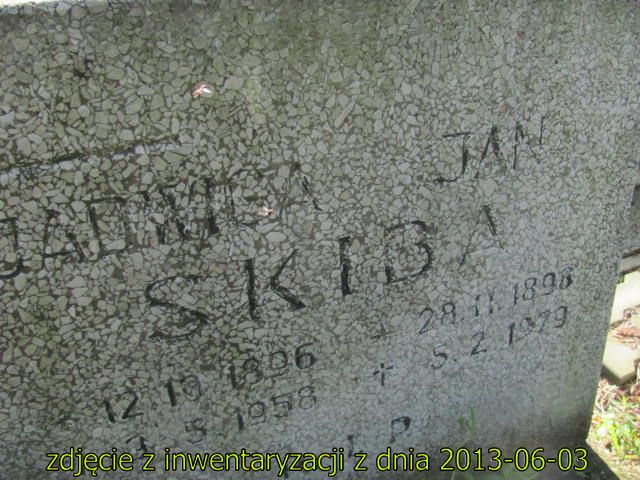 JADWIGA JAN
SKIBA
12.10.1896 28.11.1898
5.1958 + 5.2.1979
zdjęcie z inwentaryzacji z dnia 2013-06-03